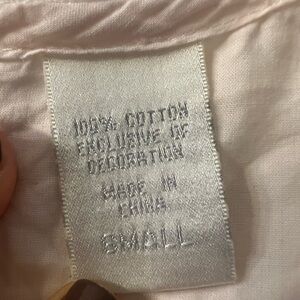 100% COTTON
EXCLUSIVE OF
DECORATION
MADE IN
CHINA
SMALL